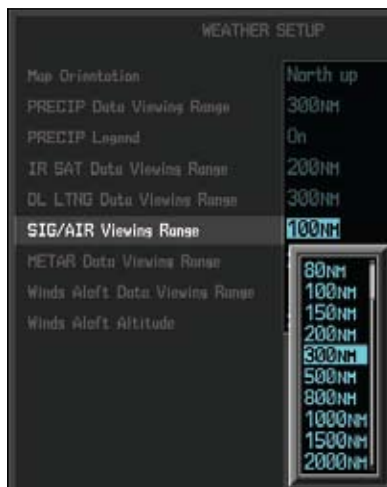 WEATHER SETUP
Map Orientation North up
PRECIP Data Viewing Range 300NM
PRECIP Legend On
IR SAT Data Viewing Range 200NM
DL LTNG Data Viewing Range 300NM
SIG/AIR Viewing Range 100NM
METAR Data Viewing Range
Winds Aloft Data Viewing Range
Winds Aloft Altitude
80NM
100NM
150NM
200NM
300NM
500NM
800NM
1000NM
1500NM
2000NM